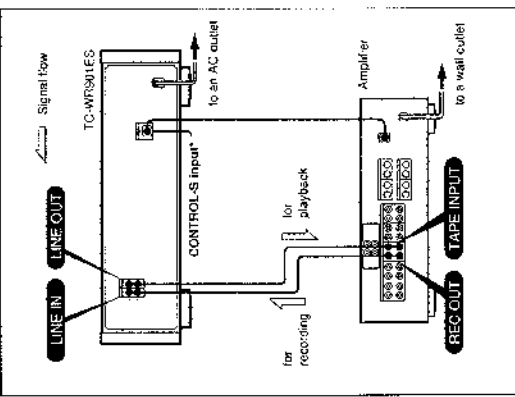 Signal flow
TC-WR901ES
to an AC outlet
LINE IN
LINE OUT
CONTROL-S input*
for
recording
for
playback
Amplifier
to a wall outlet
REC OUT
TAPE INPUT